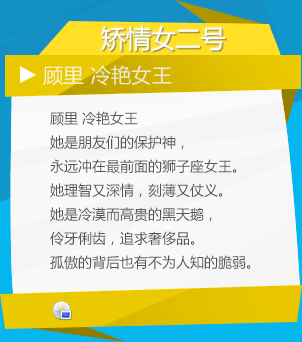 矫情女二号
顾里 冷艳女王
顾里 冷艳女王
她是朋友们的保护神，
永远冲在最前面的狮子座女王。
她理智又深情，刻薄又仗义。
她是冷漠而高贵的黑天鹅，
伶牙俐齿，追求奢侈品。
孤傲的背后也有不为人知的脆弱。